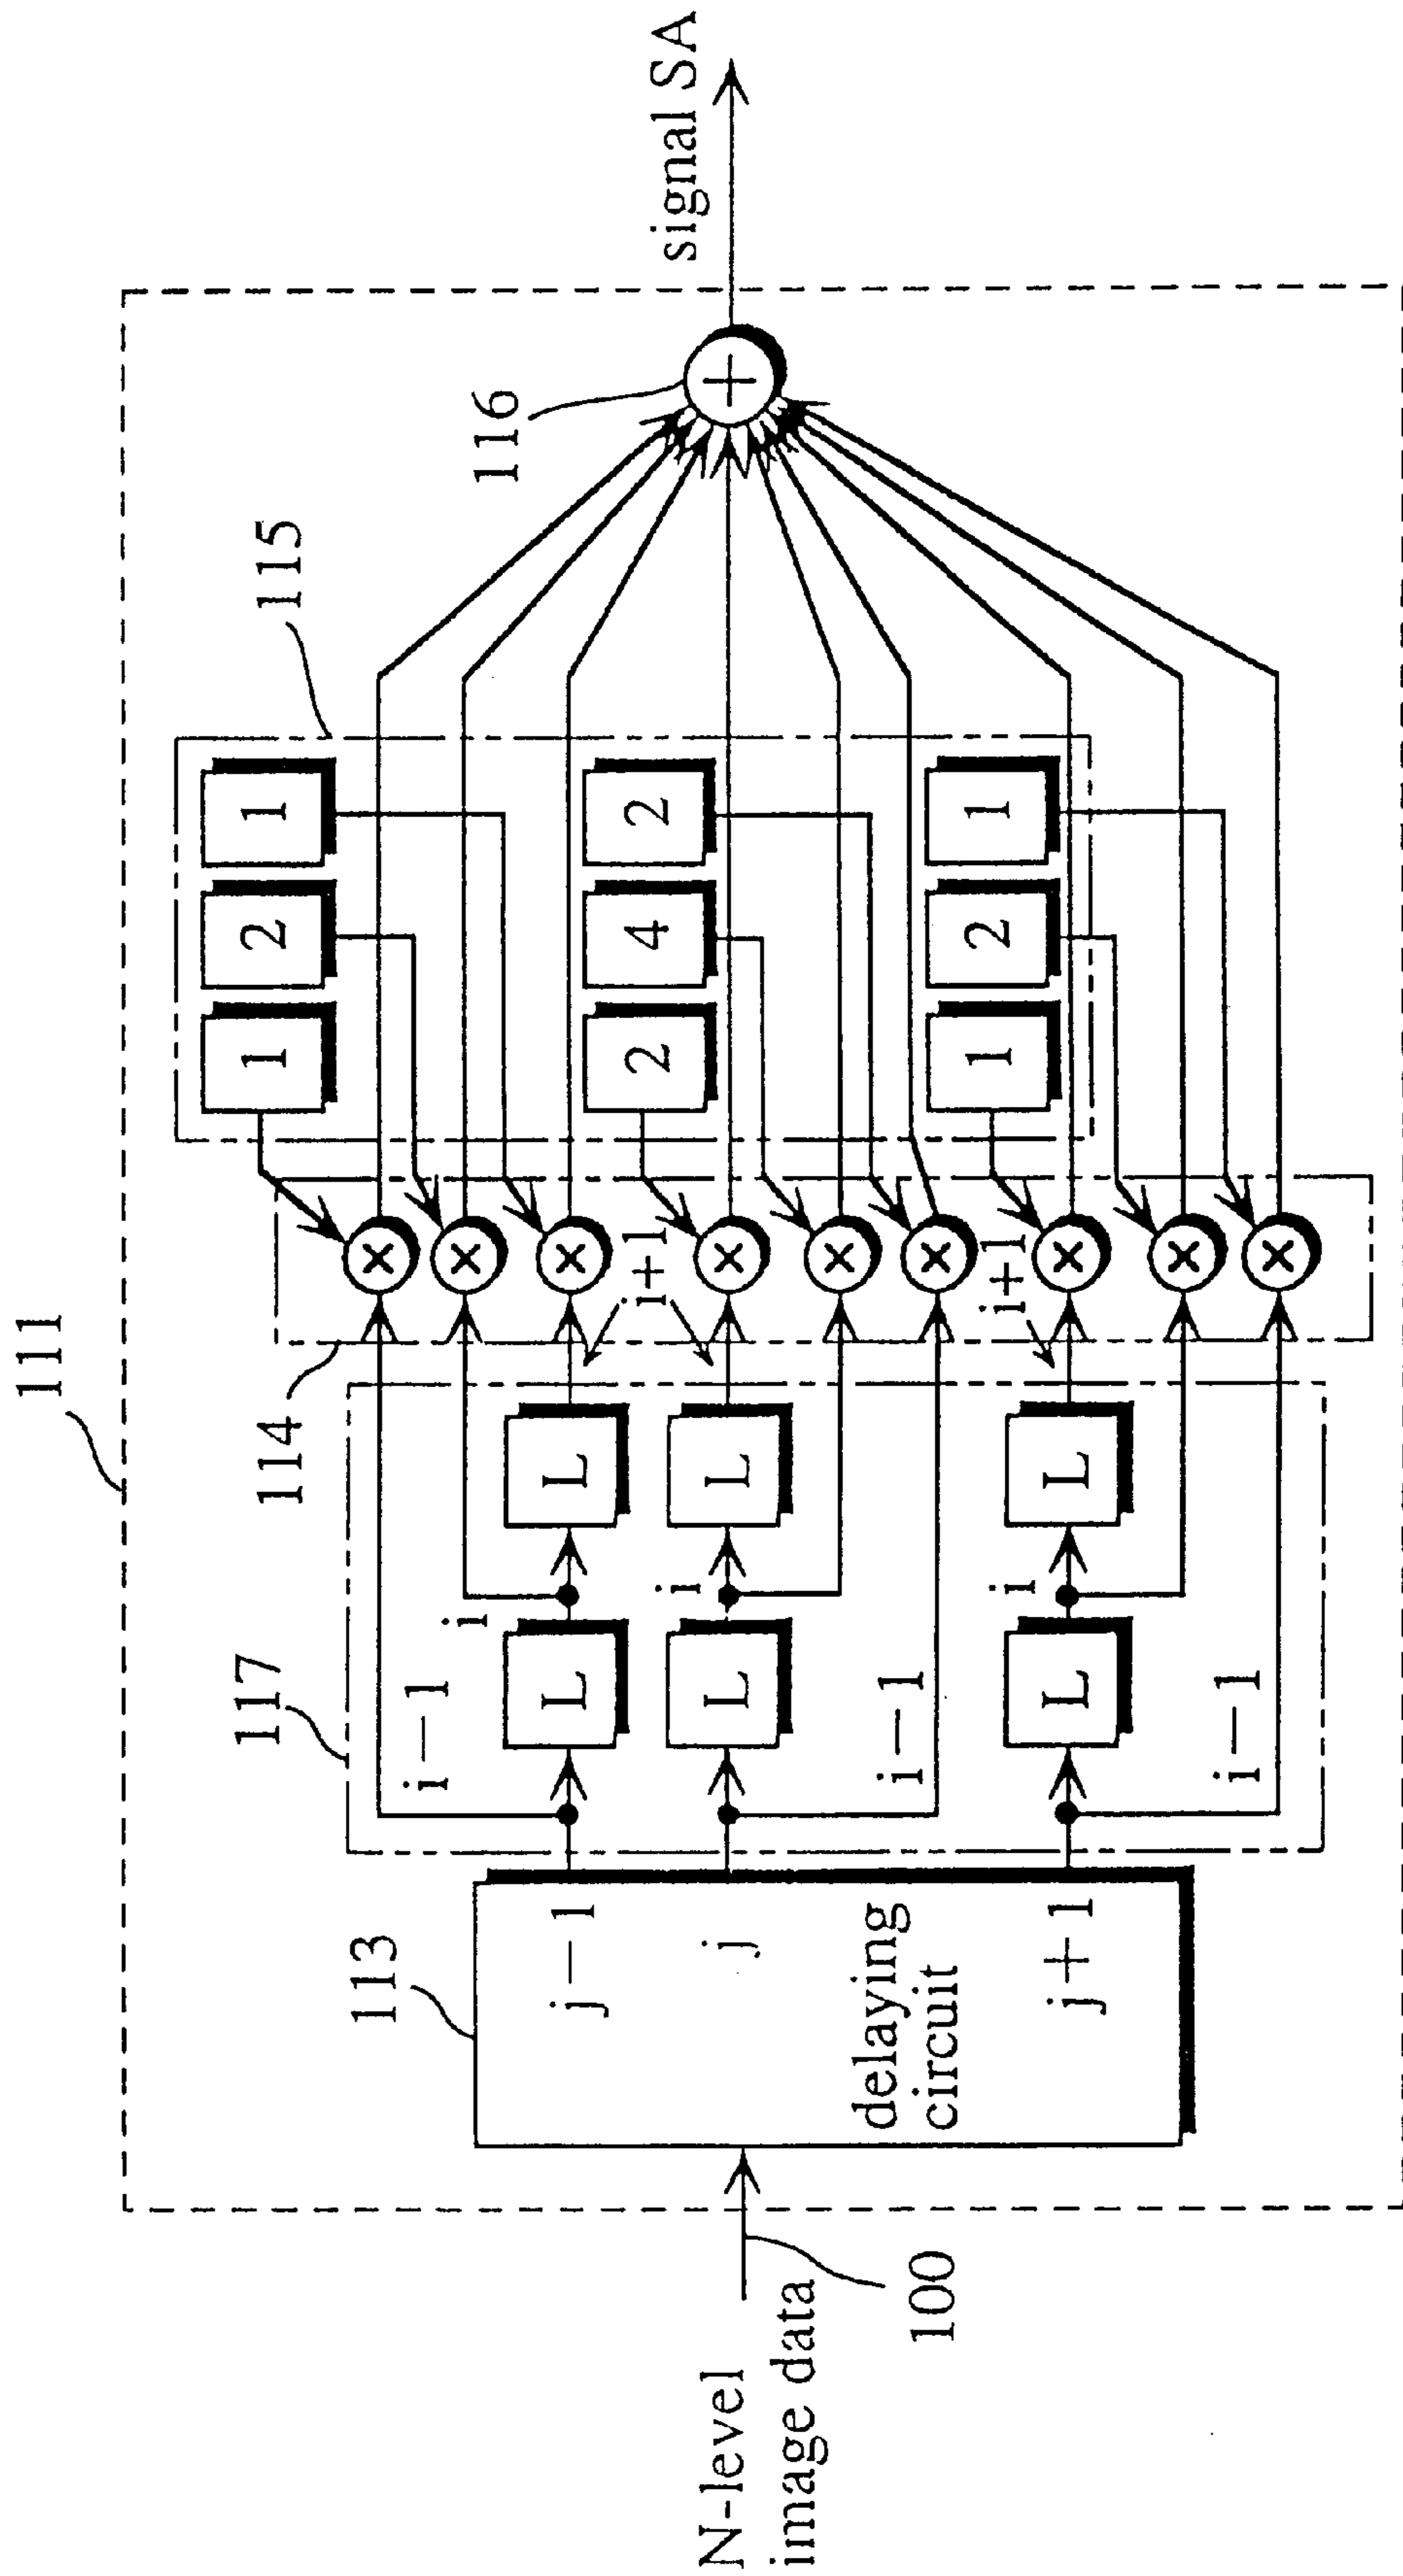 111
N-level
image data
100
113
j−1
j
delaying
circuit
j+1
117
i−1
i
L
L
L
L
i
i−1
L
L
i
i−1
114
i+1
i+1
×
×
×
×
×
×
×
×
×
115
1
2
1
2
4
2
1
2
1
116
+
signal SA